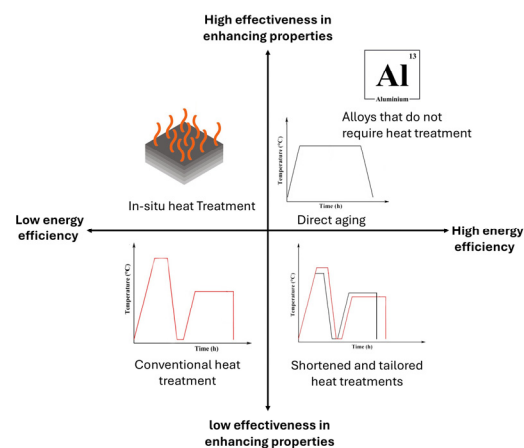 High effectiveness in
enhancing properties
13
Al
Aluminium
Alloys that do not
require heat treatment
Temperature (°C)
Time (h)
In-situ heat Treatment
Direct aging
Low energy
efficiency
High energy
efficiency
Temperature (°C)
Time (h)
Temperature (°C)
Time (h)
Conventional heat
treatment
Shortened and tailored
heat treatments
low effectiveness in
enhancing properties